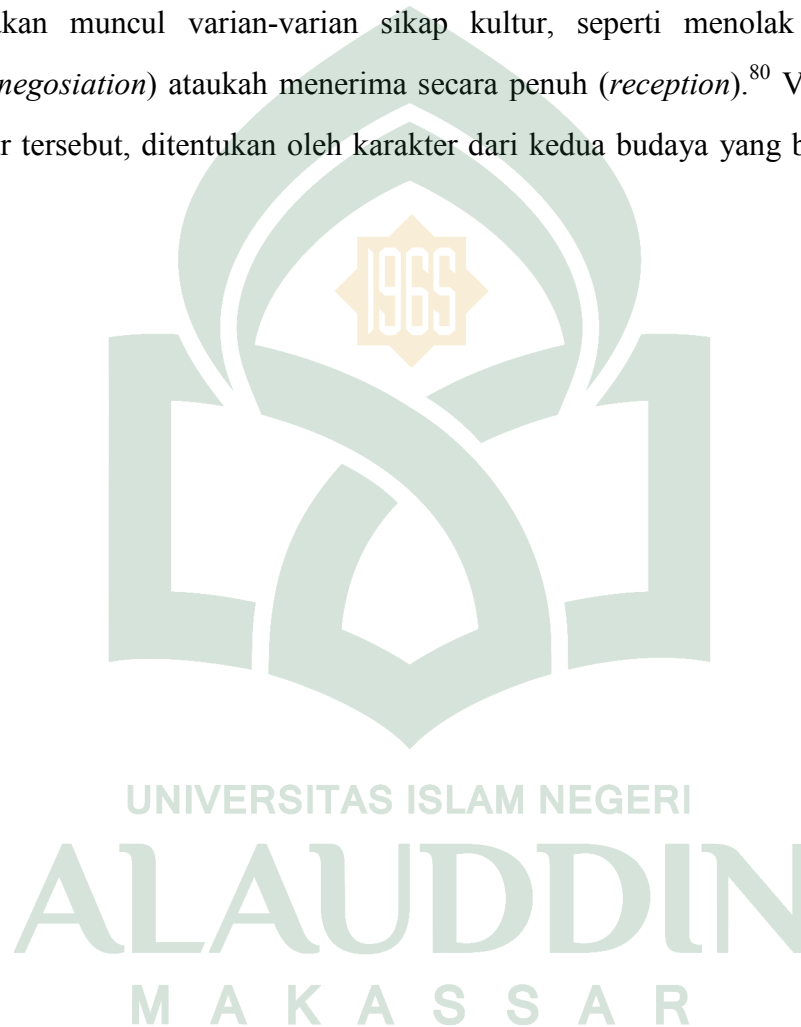 akan muncul varian-varian sikap kultur, seperti menolak
negosiation) ataukah menerima secara penuh (reception).80 V
r tersebut, ditentukan oleh karakter dari kedua budaya yang b
1965
UNIVERSITAS ISLAM NEGERI
ALAUDDIN
M A K A S S A R